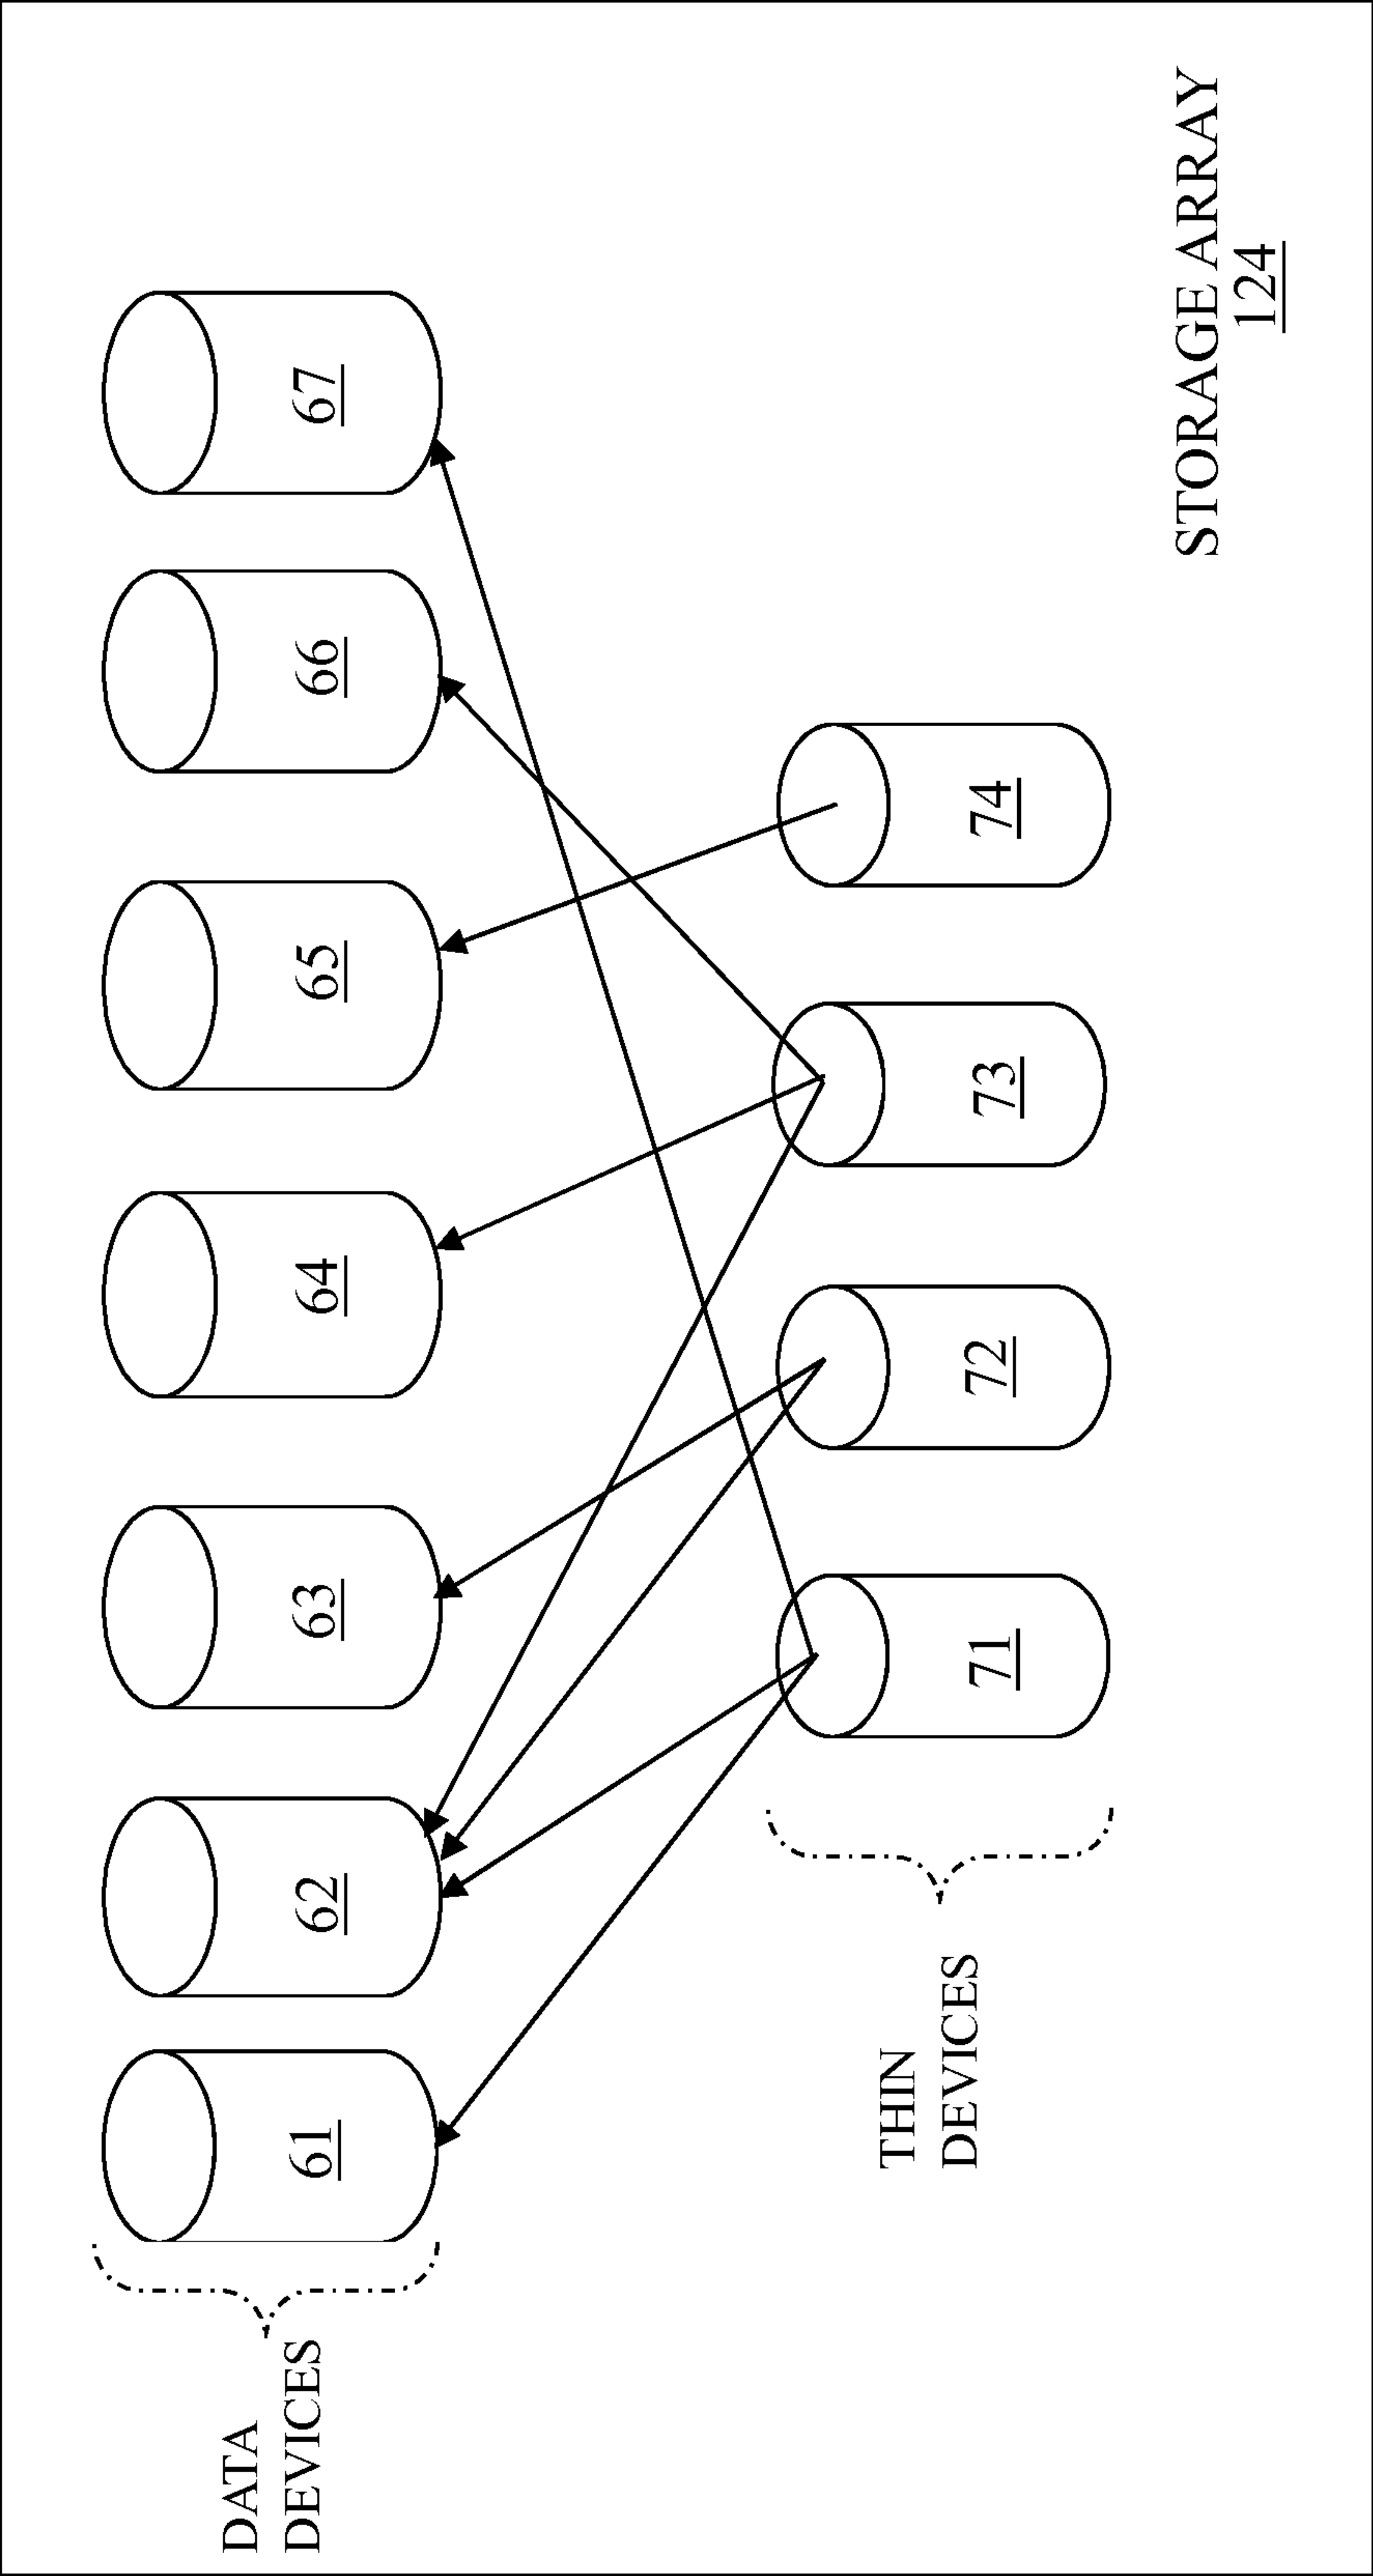 DATA
DEVICES
61
62
63
64
65
66
67
THIN
DEVICES
71
72
73
74
STORAGE ARRAY
124